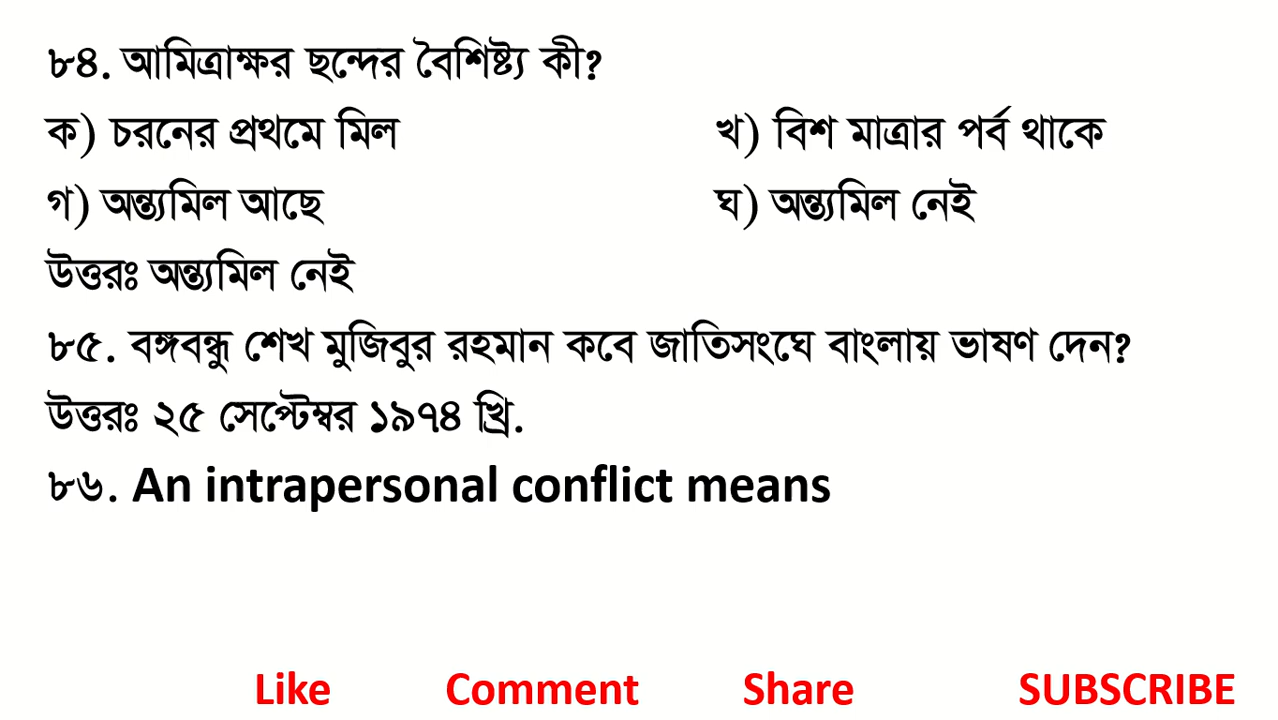 ৮৪. আমিত্রাক্ষর ছন্দের বৈশিষ্ট্য কী?
ক) চরনের প্রথমে মিল খ) বিশ মাত্রার পর্ব থাকে
গ) অন্ত্যমিল আছে ঘ) অন্ত্যমিল নেই
উত্তরঃ অন্ত্যমিল নেই
৮৫. বঙ্গবন্ধু শেখ মুজিবুর রহমান কবে জাতিসংঘে বাংলায় ভাষণ দেন?
উত্তরঃ ২৫ সেপ্টেম্বর ১৯৭৪ খ্রি.
৮৬. An intrapersonal conflict means
Like Comment Share SUBSCRIBE